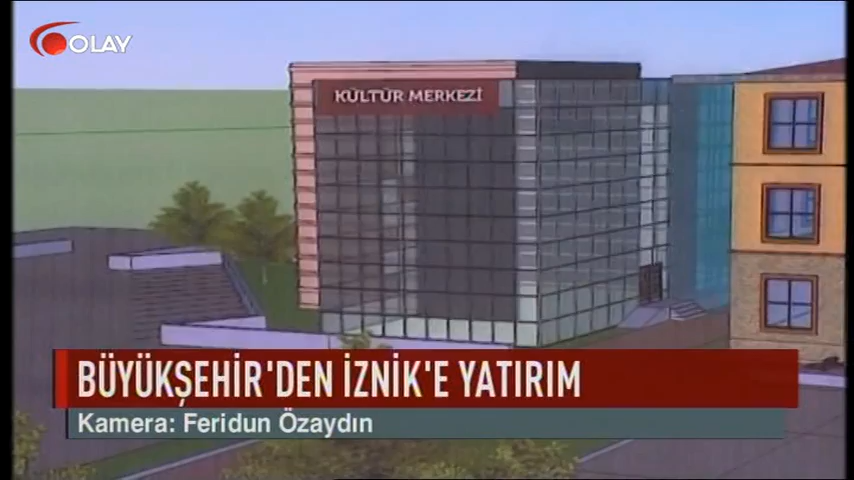 OLAY
KÜLTÜR MERKEZİ
BÜYÜKŞEHİR'DEN İZNİK'E YATIRIM
Kamera: Feridun Özaydın